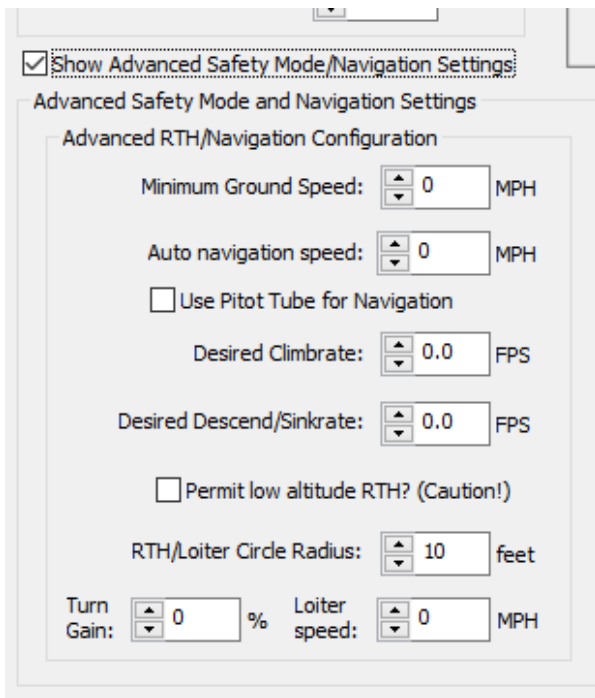 Show Advanced Safety Mode/Navigation Settings
Advanced Safety Mode and Navigation Settings
Advanced RTH/Navigation Configuration
Minimum Ground Speed: 0 MPH
Auto navigation speed: 0 MPH
Use Pitot Tube for Navigation
Desired Climbrate: 0.0 FPS
Desired Descend/Sinkrate: 0.0 FPS
Permit low altitude RTH? (Caution!)
RTH/Loiter Circle Radius: 10 feet
Turn Gain: 0 % Loiter speed: 0 MPH